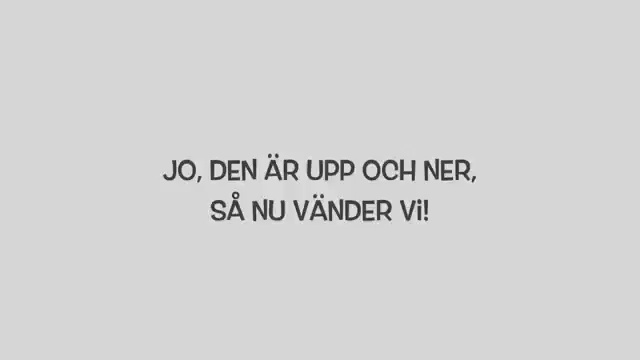 JO, DEN ÄR UPP OCH NER,
SÅ NU VÄNDER Vi!